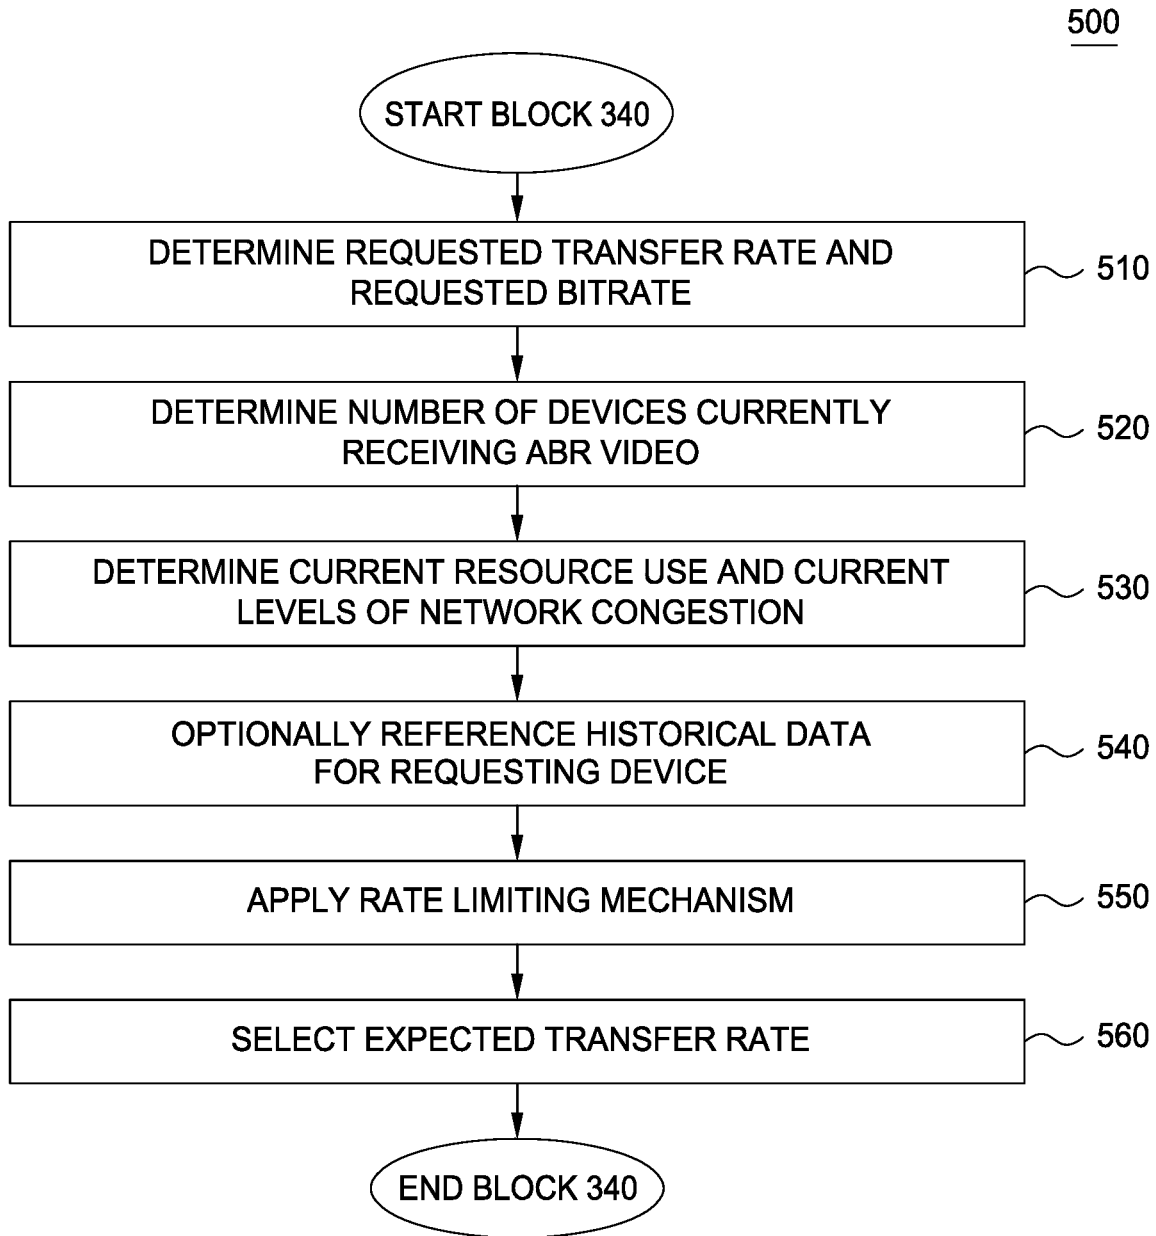 500
START BLOCK 340
DETERMINE REQUESTED TRANSFER RATE AND
REQUESTED BITRATE
510
DETERMINE NUMBER OF DEVICES CURRENTLY
RECEIVING ABR VIDEO
520
DETERMINE CURRENT RESOURCE USE AND CURRENT
LEVELS OF NETWORK CONGESTION
530
OPTIONALLY REFERENCE HISTORICAL DATA
FOR REQUESTING DEVICE
540
APPLY RATE LIMITING MECHANISM
550
SELECT EXPECTED TRANSFER RATE
560
END BLOCK 340